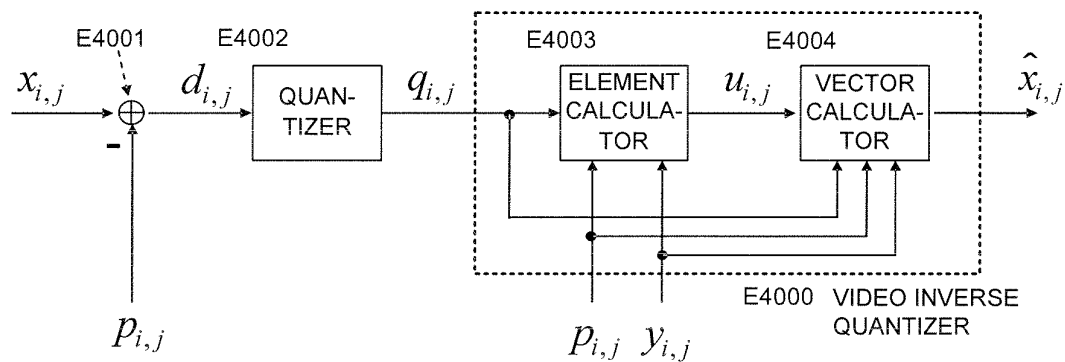 E4001
E4002
E4003
E4004
x_{i,j}
d_{i,j}
q_{i,j}
u_{i,j}
\hat{x}_{i,j}
QUAN-
TIZER
ELEMENT
CALCULA-
TOR
VECTOR
CALCULA-
TOR
-
p_{i,j}
p_{i,j}
y_{i,j}
E4000 VIDEO INVERSE
QUANTIZER